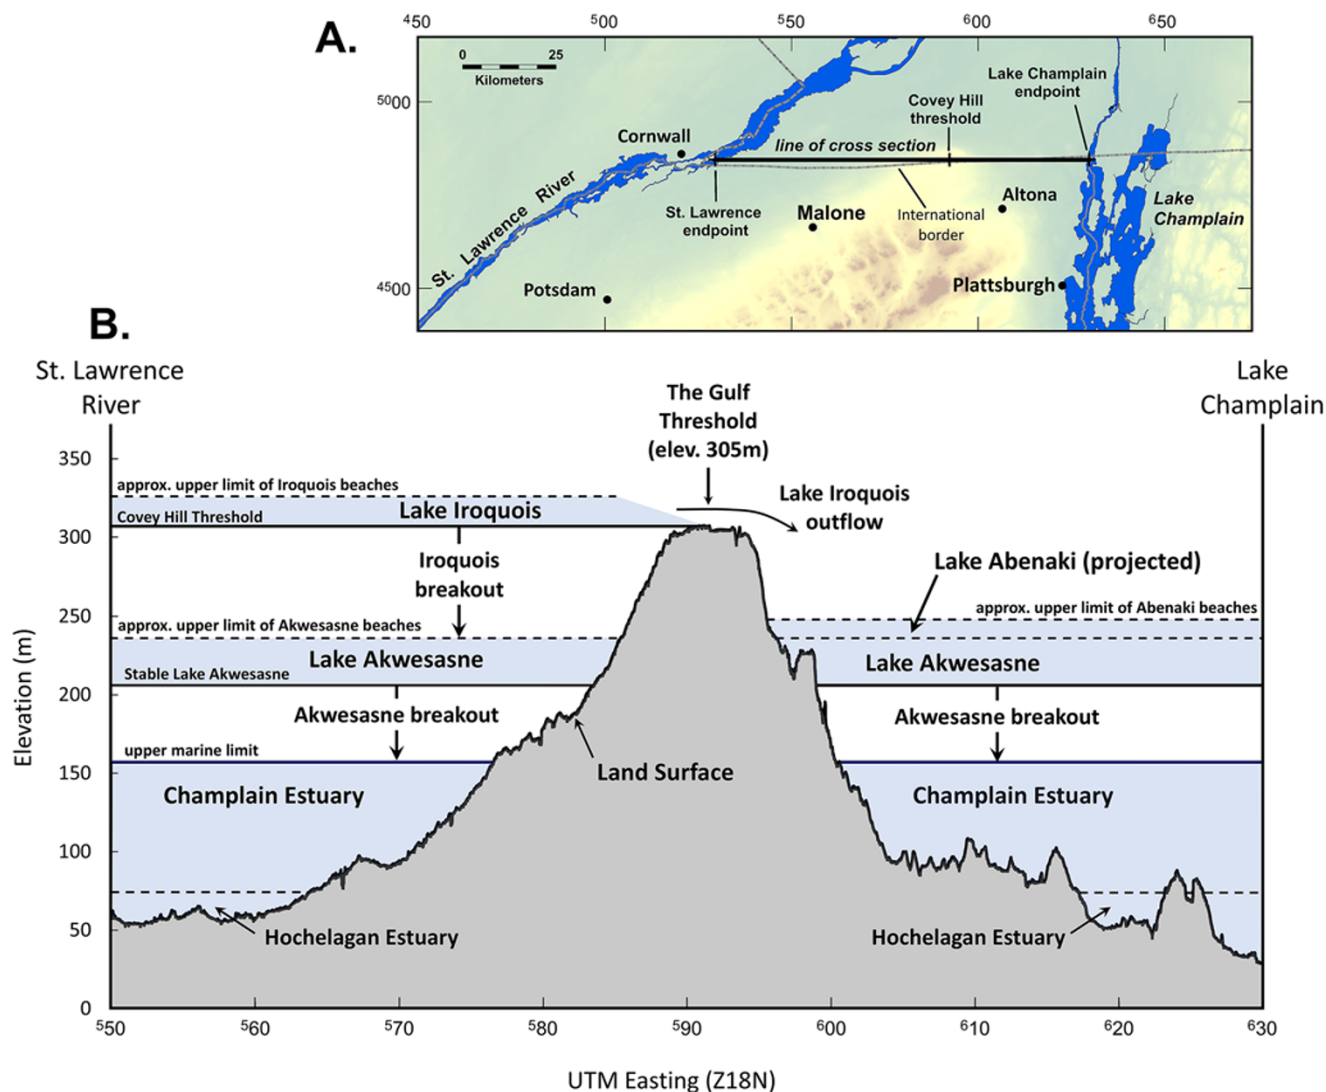 A.
450 500 550 600 650
0 25
Kilometers
5000
4500
Lake Champlain
endpoint
Covey Hill
threshold
Cornwall
line of cross section
St. Lawrence River
St. Lawrence
endpoint
Malone
International
border
Altona
Lake
Champlain
Potsdam
Plattsburgh
B.
St. Lawrence
River
Lake
Champlain
The Gulf
Threshold
(elev. 305m)
350
approx. upper limit of Iroquois beaches
Lake Iroquois
Covey Hill Threshold
Lake Iroquois
outflow
300
Iroquois
breakout
Lake Abenaki (projected)
250
approx. upper limit of Abenaki beaches
approx. upper limit of Akwesasne beaches
Lake Akwesasne
Lake Akwesasne
Stable Lake Akwesasne
200
Akwesasne breakout
Akwesasne breakout
upper marine limit
150
Land Surface
Champlain Estuary
Champlain Estuary
100
50
Hochelagan Estuary
Hochelagan Estuary
0
Elevation (m)
550 560 570 580 590 600 610 620 630
UTM Easting (Z18N)